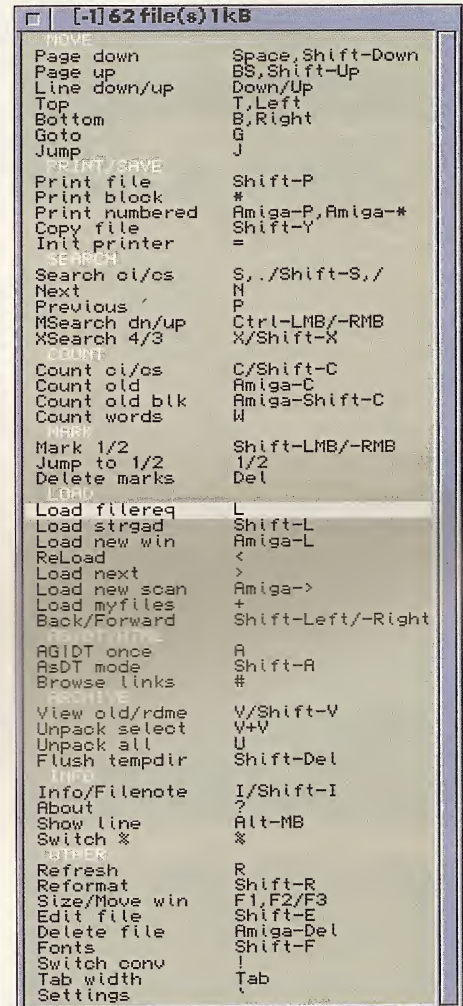 [-1] 62 file(s) 1 kB
MOVE
Page down Space,Shift-Down
Page up BS,Shift-Up
Line down/up Down/Up
Top T,Left
Bottom B,Right
Goto G
Jump J
PRINT/SAVE
Print file Shift-P
Print block #
Print numbered Amiga-P,Amiga-*
Copy file Shift-Y
Init printer =
SEARCH
Search ci/cs S,./Shift-S,/
Next N
Previous P
MSearch dn/up Ctrl-LMB/-RMB
XSearch 4/3 X/Shift-X
COUNT
Count ci/cs C/Shift-C
Count old Amiga-C
Count old blk Amiga-Shift-C
Count words W
MARK
Mark 1/2 Shift-LMB/-RMB
Jump to 1/2 1/2
Delete marks Del
LOAD
Load filereq L
Load strgad Shift-L
Load new win Amiga-L
ReLoad <
Load next >
Load new scan Amiga->
Load myfiles +
Back/Forward Shift-Left/-Right
AGIDT/HTML
AGIDT once A
AsDT mode Shift-A
Browse links #
ARCHIVE
View old/rdme V/Shift-V
Unpack select V+V
Unpack all U
Flush tempdir Shift-Del
INFO
Info/Filenote I/Shift-I
About ?
Show line Alt-MB
Switch % %
OTHER
Refresh R
Reformat Shift-R
Size/Move win F1,F2/F3
Edit file Shift-E
Delete file Amiga-Del
Fonts Shift-F
Switch conv !
Tab width Tab
Settings `